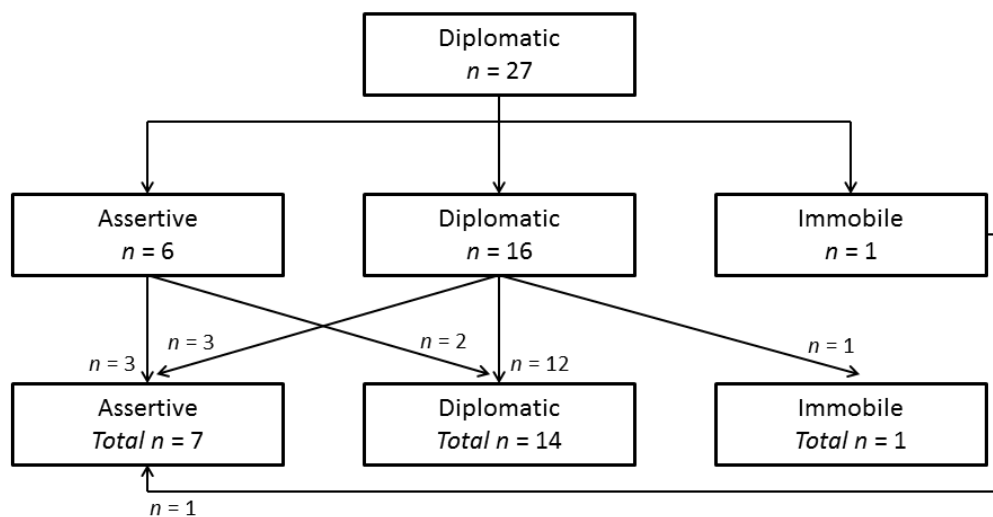 Diplomatic
n = 27
Assertive
n = 6
Diplomatic
n = 16
Immobile
n = 1
n = 3
n = 3
n = 2
n = 12
n = 1
Assertive
Total n = 7
Diplomatic
Total n = 14
Immobile
Total n = 1
n = 1